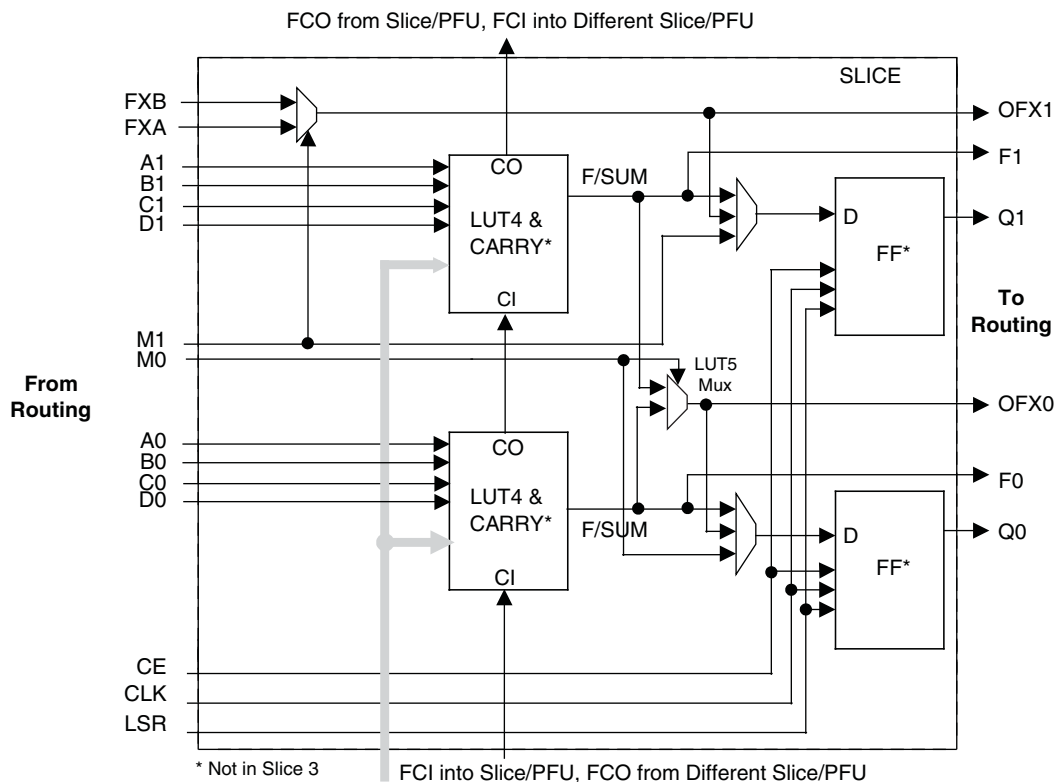 FCO from Slice/PFU, FCI into Different Slice/PFU
SLICE
FXB
FXA
OFX1
A1
B1
C1
D1
CO
LUT4 &
CARRY*
CI
F/SUM
F1
D
FF*
Q1
To
Routing
M1
M0
From
Routing
LUT5
Mux
OFX0
A0
B0
C0
D0
CO
LUT4 &
CARRY*
CI
F/SUM
F0
D
FF*
Q0
CE
CLK
LSR
* Not in Slice 3
FCI into Slice/PFU, FCO from Different Slice/PFU